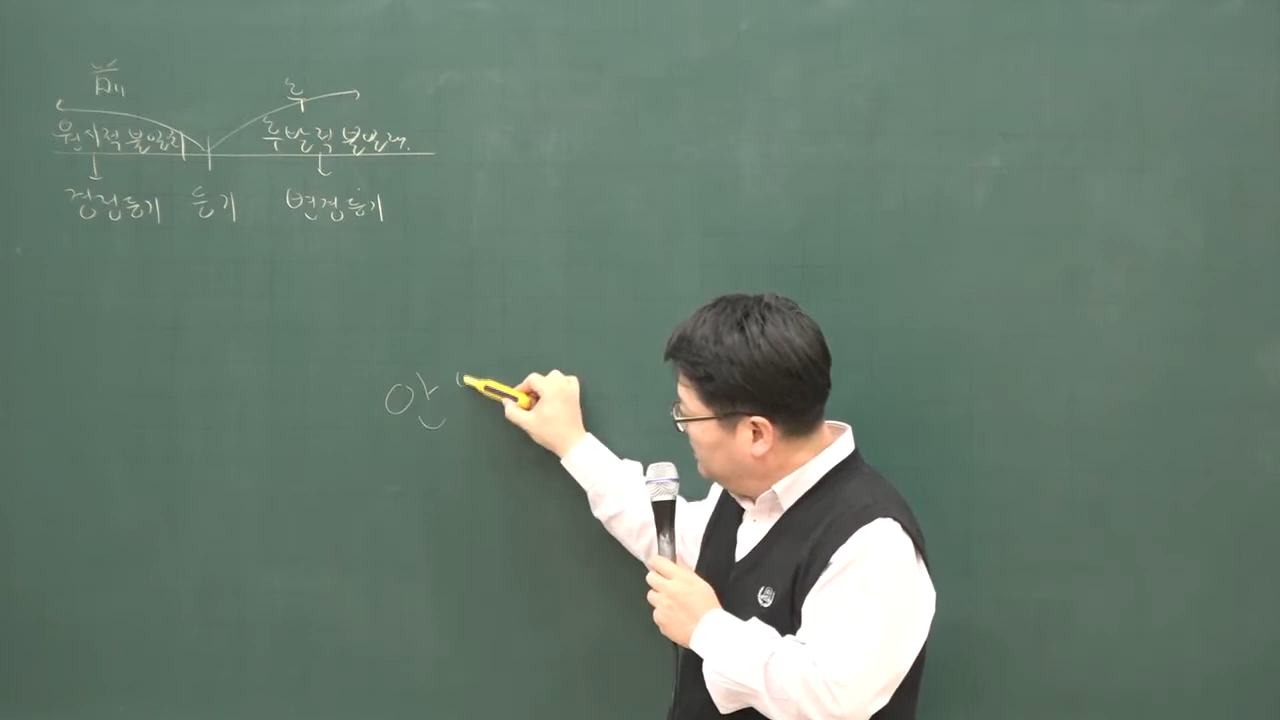 후
원시적 불일치 후발적 불일치
경정등기 등기 변경등기
안